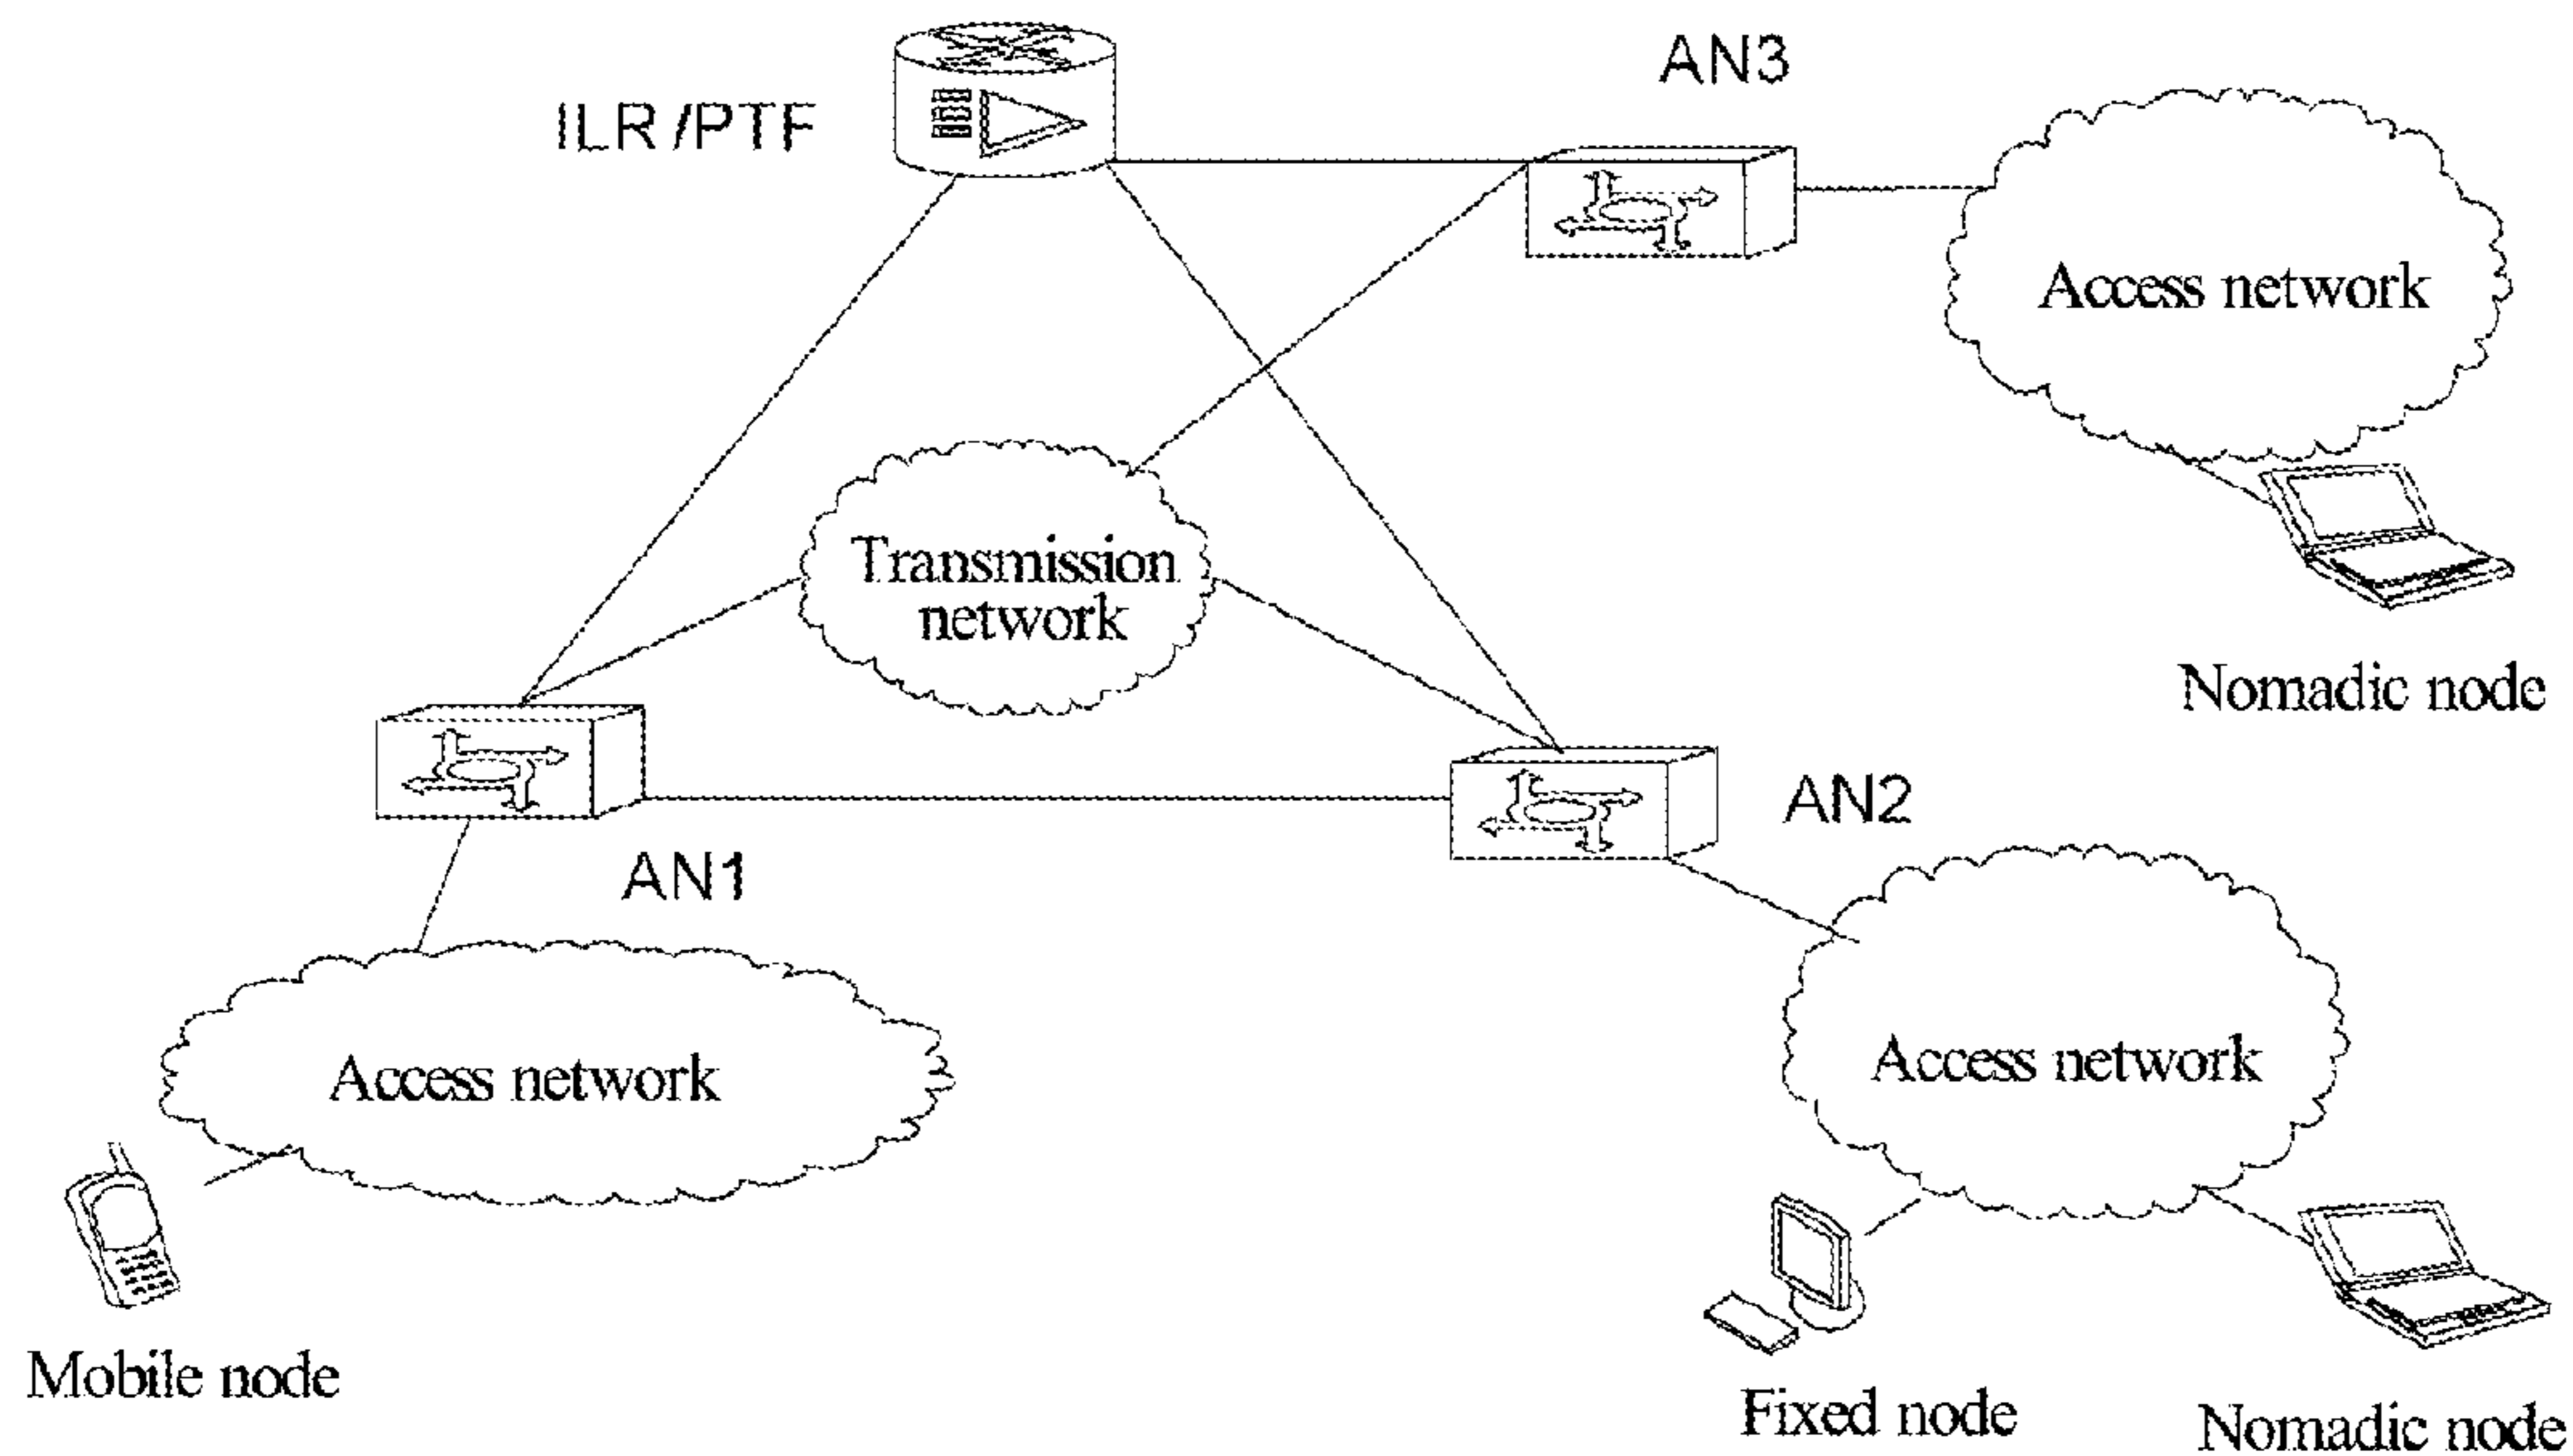 AN3
ILR /PTF
Access network
Transmission
network
Nomadic node
AN2
AN1
Access network
Access network
Mobile node
Fixed node
Nomadic node